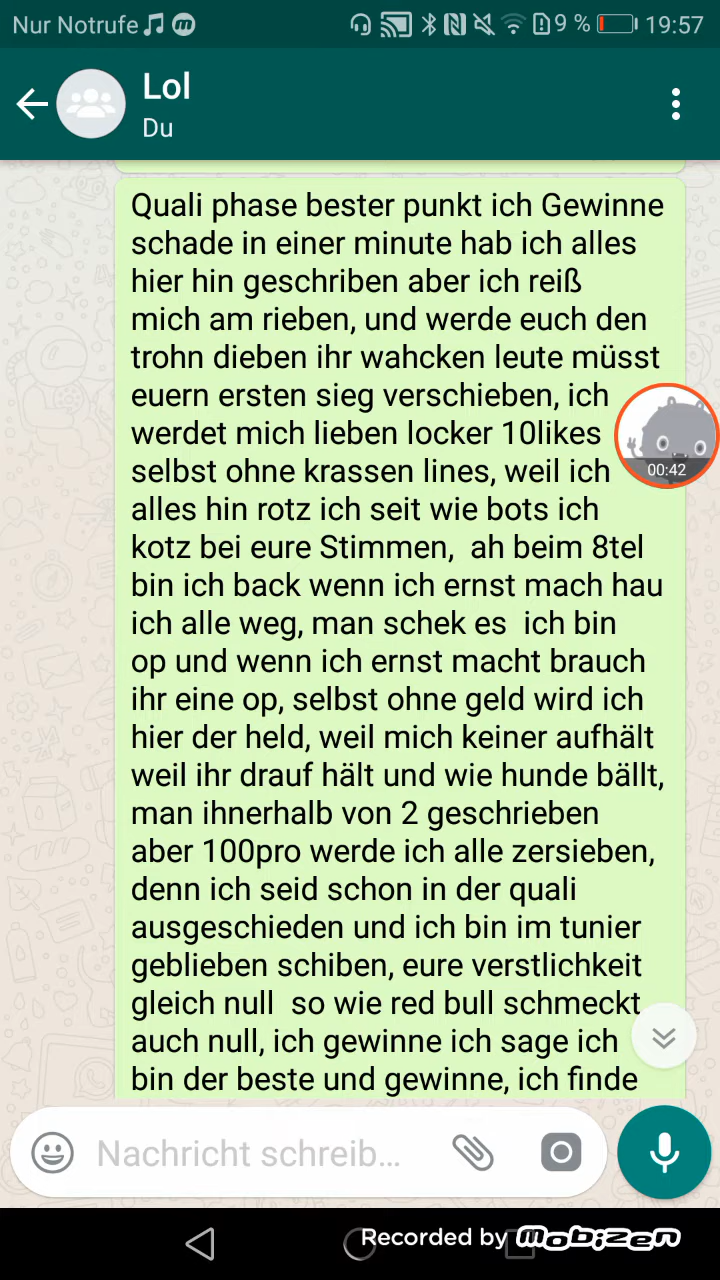 Nur Notrufe
9 % 19:57
Lol
Du
Quali phase bester punkt ich Gewinne
schade in einer minute hab ich alles
hier hin geschriben aber ich reiß
mich am rieben, und werde euch den
trohn dieben ihr wahcken leute müsst
euern ersten sieg verschieben, ich
werdet mich lieben locker 10likes
selbst ohne krassen lines, weil ich
alles hin rotz ich seit wie bots ich
kotz bei eure Stimmen,  ah beim 8tel
bin ich back wenn ich ernst mach hau
ich alle weg, man schek es  ich bin
op und wenn ich ernst macht brauch
ihr eine op, selbst ohne geld wird ich
hier der held, weil mich keiner aufhält
weil ihr drauf hält und wie hunde bällt,
man ihnerhalb von 2 geschrieben
aber 100pro werde ich alle zersieben,
denn ich seid schon in der quali
ausgeschieden und ich bin im tunier
geblieben schiben, eure verstlichkeit
gleich null  so wie red bull schmeckt
auch null, ich gewinne ich sage ich
bin der beste und gewinne, ich finde
00:42
Nachricht schreib...
Recorded by mobizen